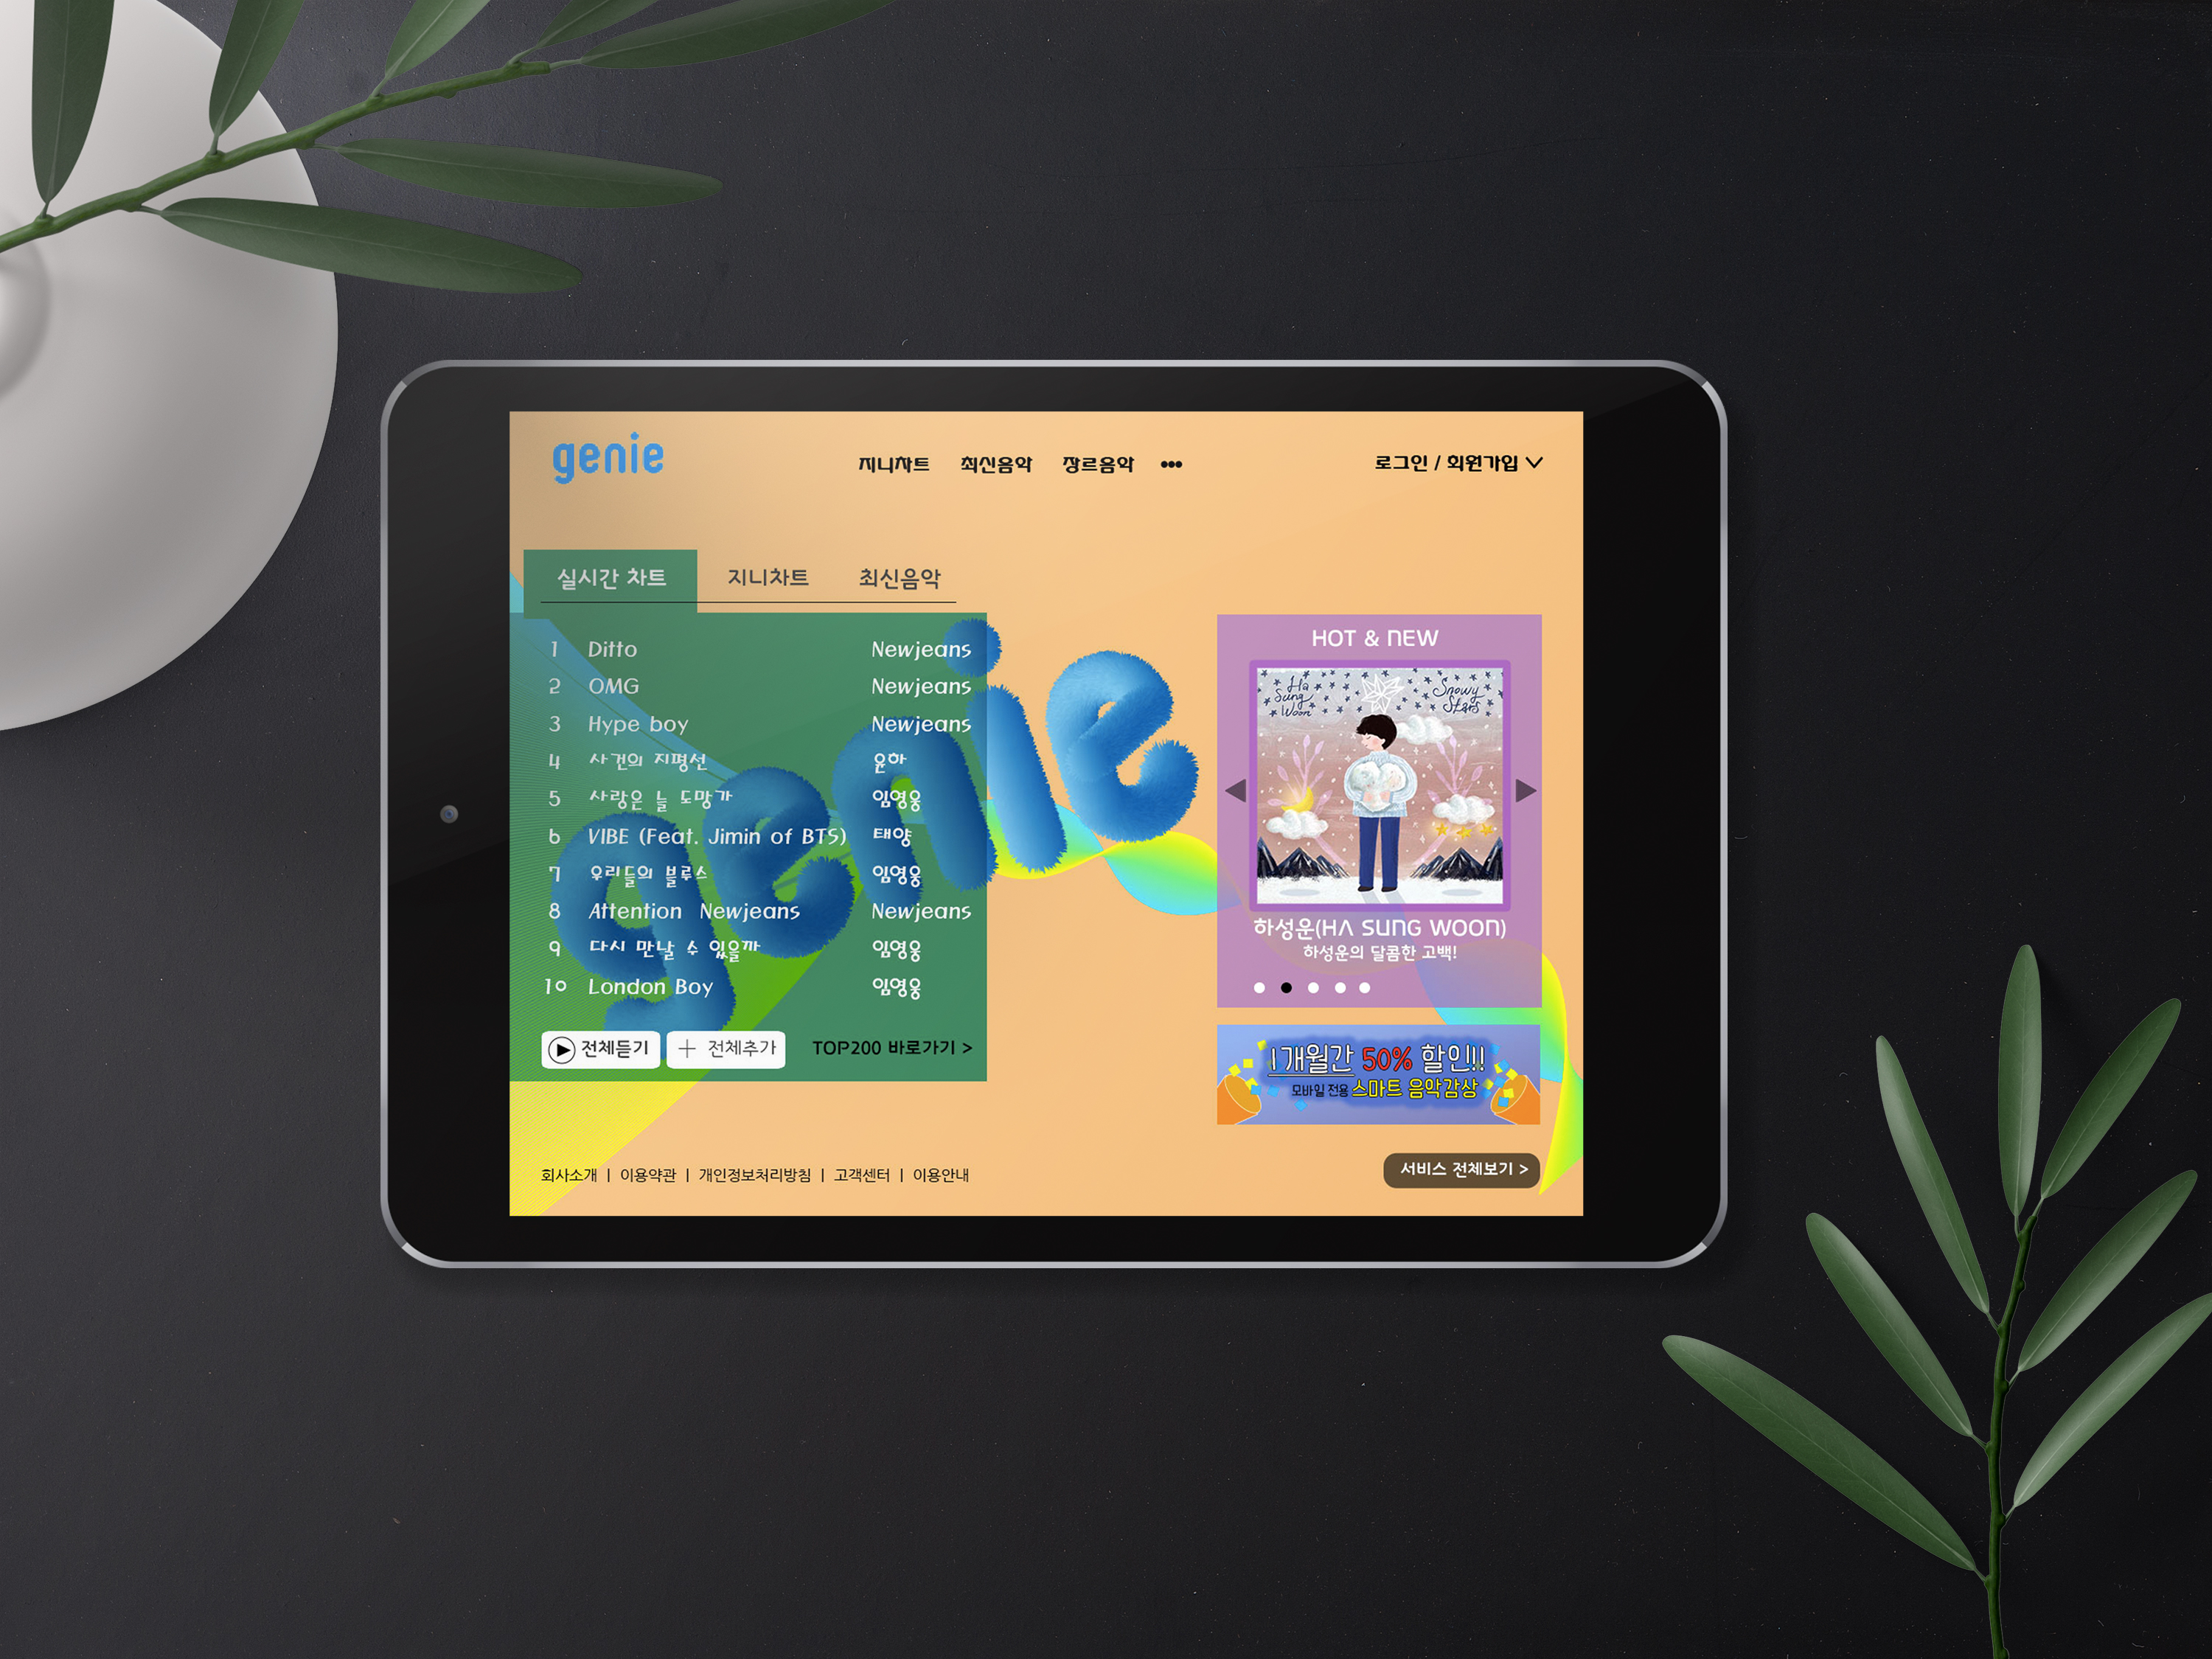 genie
지니차트 최신음악 장르음악 •••
로그인 / 회원가입
실시간 차트 지니차트 최신음악
1 Ditto Newjeans
2 OMG Newjeans
3 Hype boy Newjeans
4 사건의 지평선 윤하
5 사랑은 늘 도망가 임영웅
6 VIBE (Feat. Jimin of BTS) 태양
7 우리들의 블루스 임영웅
8 Attention Newjeans Newjeans
9 다시 만날 수 있을까 임영웅
10 London Boy 임영웅
전체듣기 + 전체추가 TOP200 바로가기 >
genie
HOT & NEW
Ha Sung Woon
Snowy Stars
하성운(HA SUNG WOON)
하성운의 달콤한 고백!
1개월간 50% 할인!!
모바일 전용 스마트 음악감상
회사소개 | 이용약관 | 개인정보처리방침 | 고객센터 | 이용안내
서비스 전체보기 >